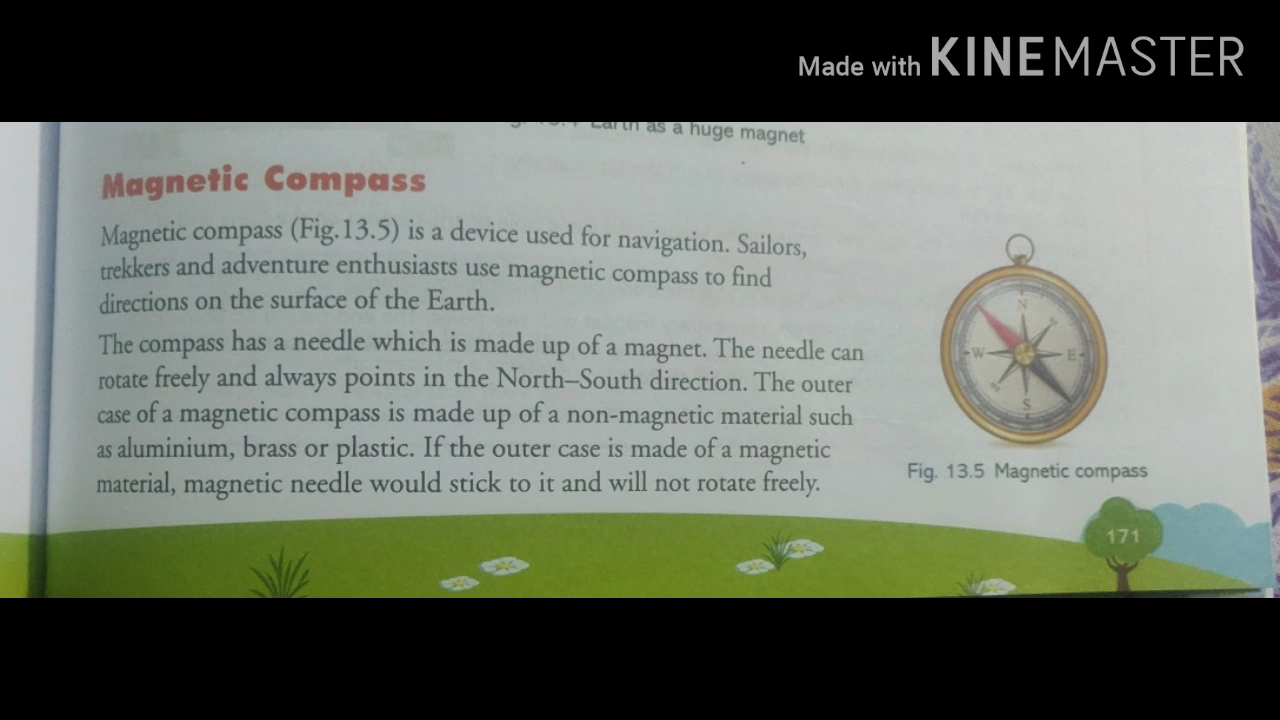 Made with KINEMASTER
Earth as a huge magnet
Magnetic Compass
Magnetic compass (Fig.13.5) is a device used for navigation. Sailors,
trekkers and adventure enthusiasts use magnetic compass to find
directions on the surface of the Earth.
The compass has a needle which is made up of a magnet. The needle can
rotate freely and always points in the North–South direction. The outer
case of a magnetic compass is made up of a non-magnetic material such
as aluminium, brass or plastic. If the outer case is made of a magnetic
material, magnetic needle would stick to it and will not rotate freely.
N
W E
S
Fig. 13.5 Magnetic compass
171